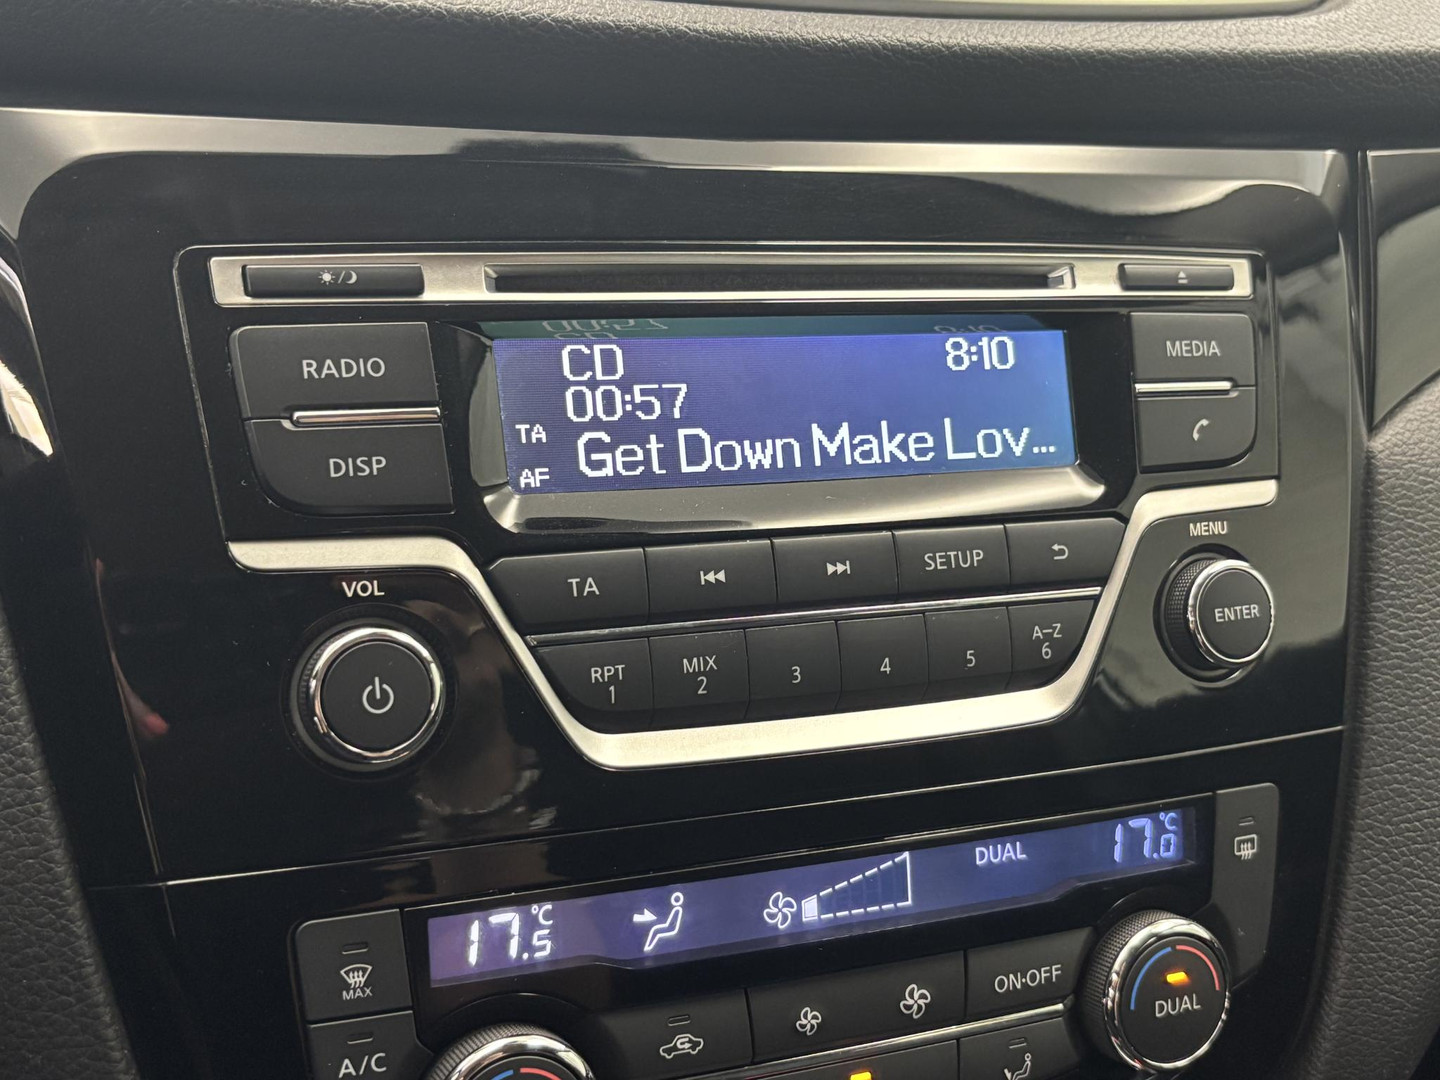 RADIO
DISP
CD
8:10
00:57
TA
Get Down Make Lov...
AF
MEDIA
VOL
MENU
TA
SETUP
ENTER
RPT
1
MIX
2
3
4
5
A-Z
6
17.5 °C
DUAL
17.0 °C
MAX
A/C
ON·OFF
DUAL